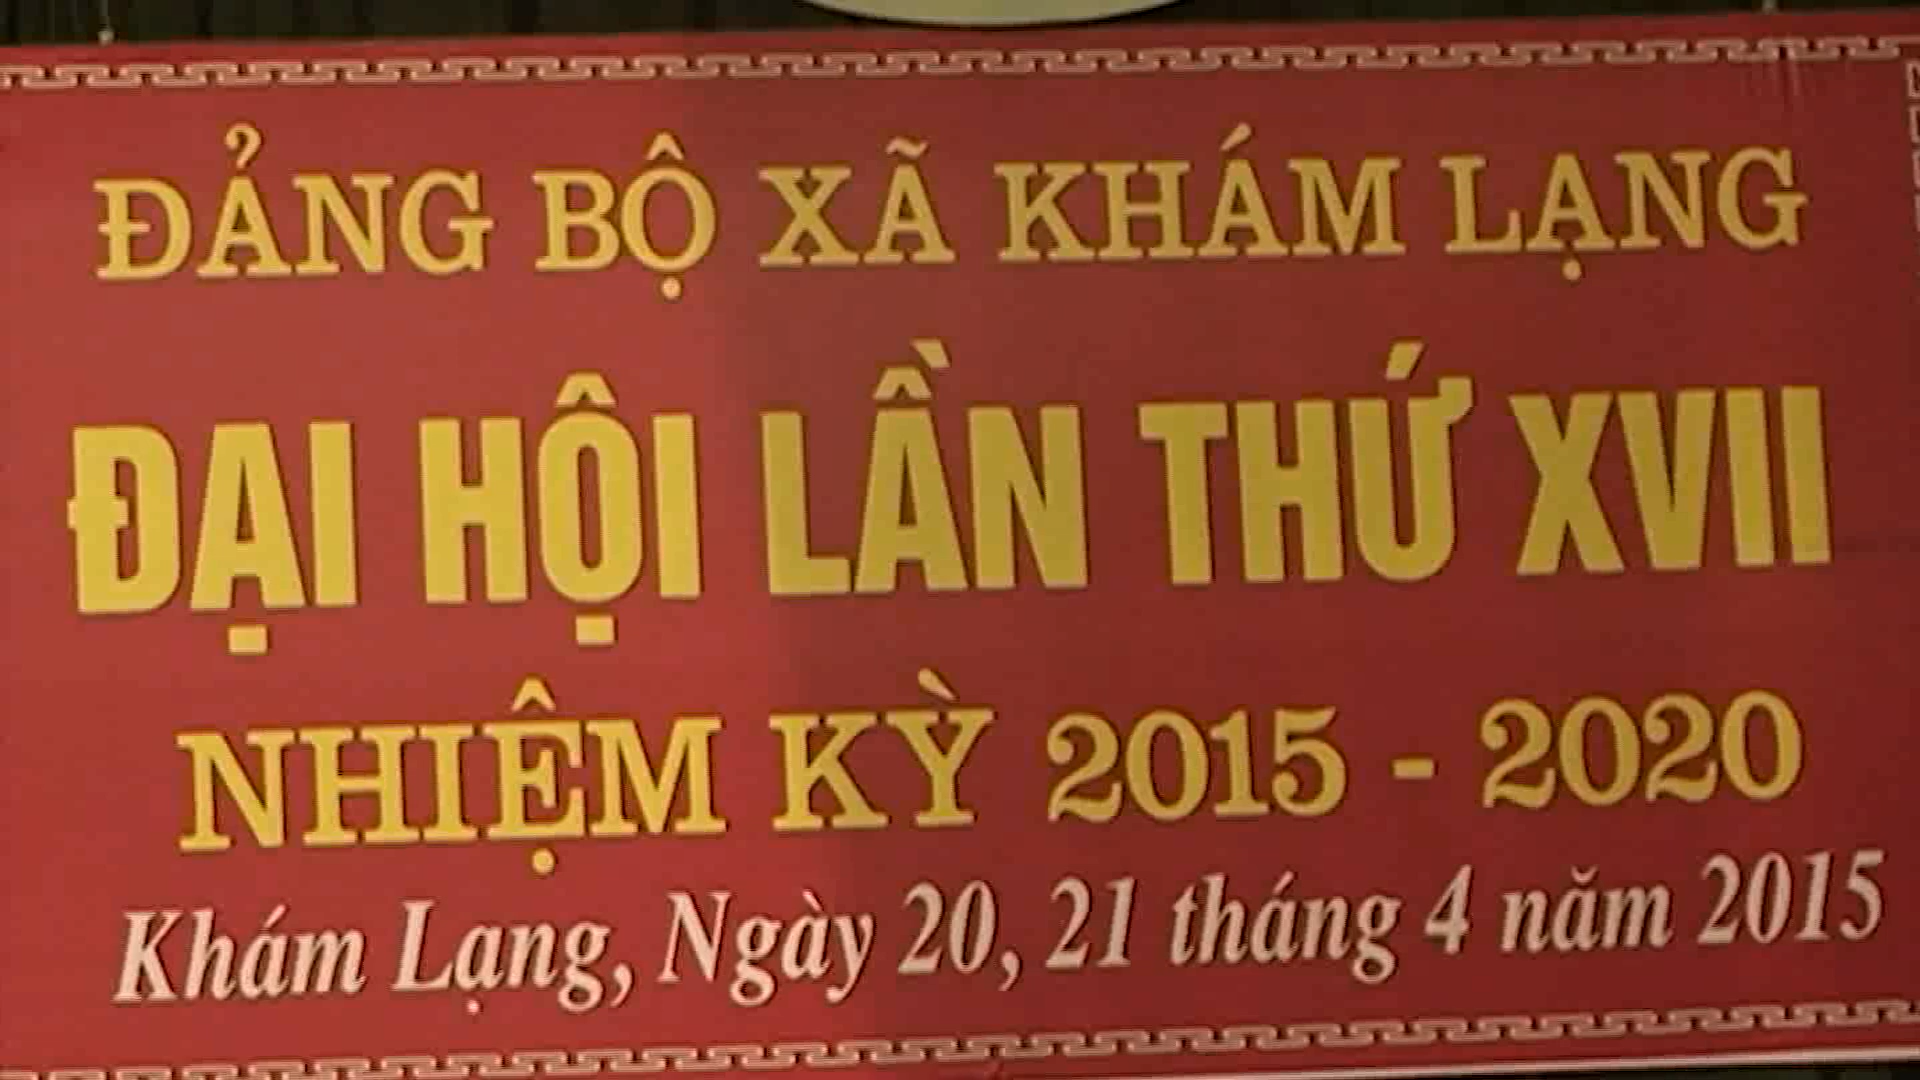 ĐẢNG BỘ XÃ KHÁM LẠNG
ĐẠI HỘI LẦN THỨ XVII
NHIỆM KỲ 2015 - 2020
Khám Lạng, Ngày 20, 21 tháng 4 năm 2015